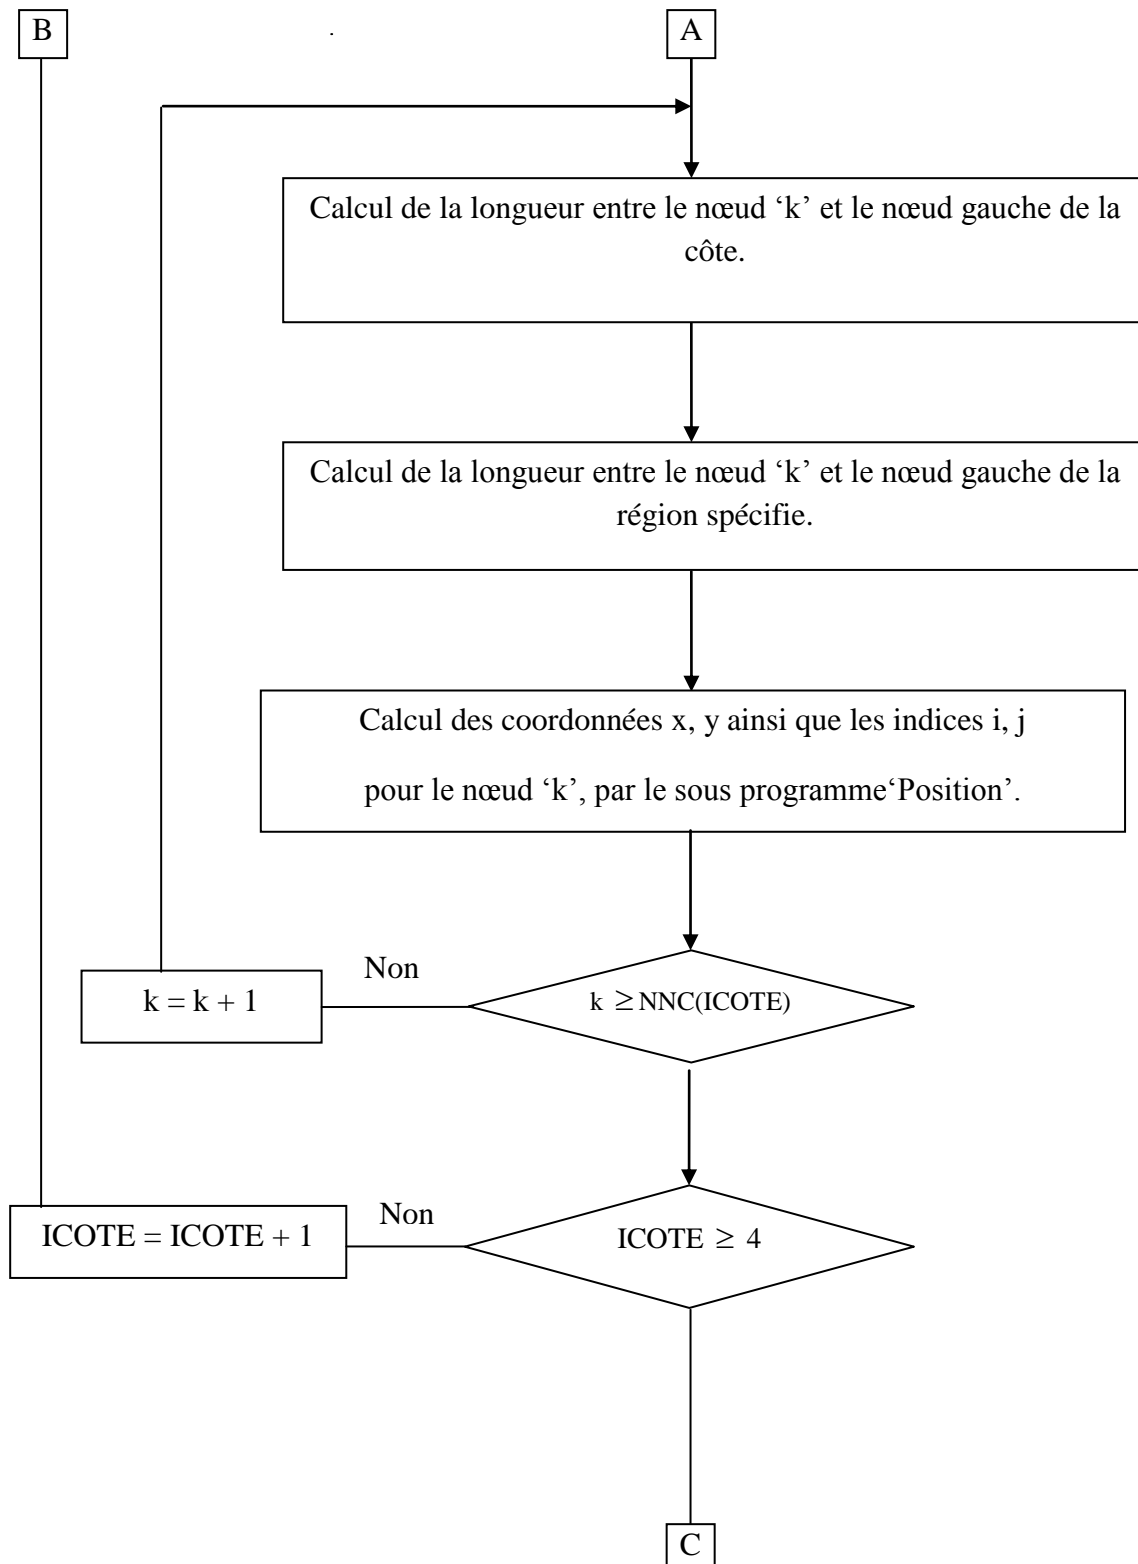 B
A
Calcul de la longueur entre le nœud ‘k’ et le nœud gauche de la
côte.
Calcul de la longueur entre le nœud ‘k’ et le nœud gauche de la
région spécifie.
Calcul des coordonnées x, y ainsi que les indices i, j
pour le nœud ‘k’, par le sous programme‘Position’.
Non
k = k + 1
k ≥ NNC(ICOTE)
Non
ICOTE = ICOTE + 1
ICOTE ≥ 4
C